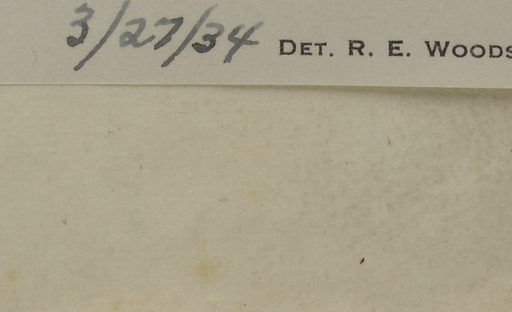 3/27/34 DET. R. E. WOODS